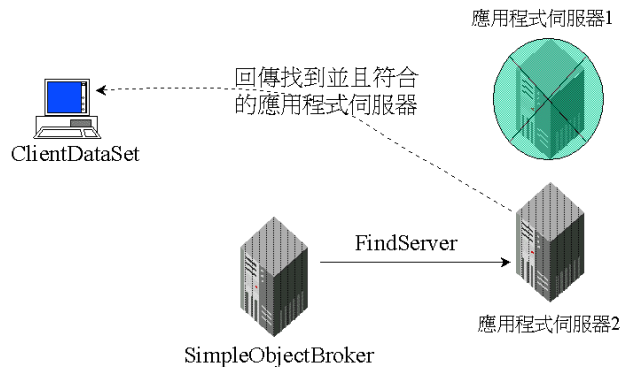 應用程式伺服器1
回傳找到並且符合
的應用程式伺服器
ClientDataSet
FindServer
應用程式伺服器2
SimpleObjectBroker